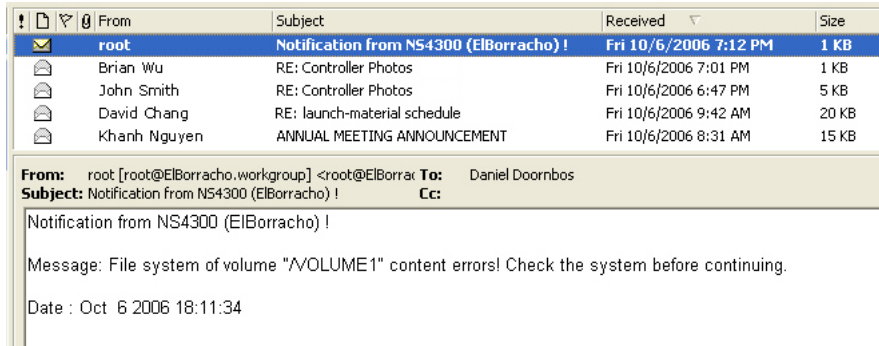 ! From Subject Received Size
root Notification from NS4300 (ElBorracho) ! Fri 10/6/2006 7:12 PM 1 KB
Brian Wu RE: Controller Photos Fri 10/6/2006 7:01 PM 1 KB
John Smith RE: Controller Photos Fri 10/6/2006 6:47 PM 5 KB
David Chang RE: launch-material schedule Fri 10/6/2006 9:42 AM 20 KB
Khanh Nguyen ANNUAL MEETING ANNOUNCEMENT Fri 10/6/2006 8:31 AM 15 KB
From: root [root@ElBorracho.workgroup] <root@ElBorrac To: Daniel Doornbos
Subject: Notification from NS4300 (ElBorracho) ! Cc:
Notification from NS4300 (ElBorracho) !
Message: File system of volume "/VOLUME1" content errors! Check the system before continuing.
Date : Oct 6 2006 18:11:34